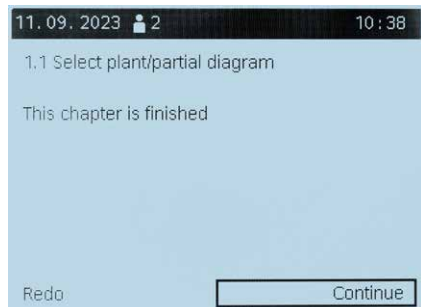 11.09.2023 2 10:38
1.1 Select plant/partial diagram
This chapter is finished
Redo Continue